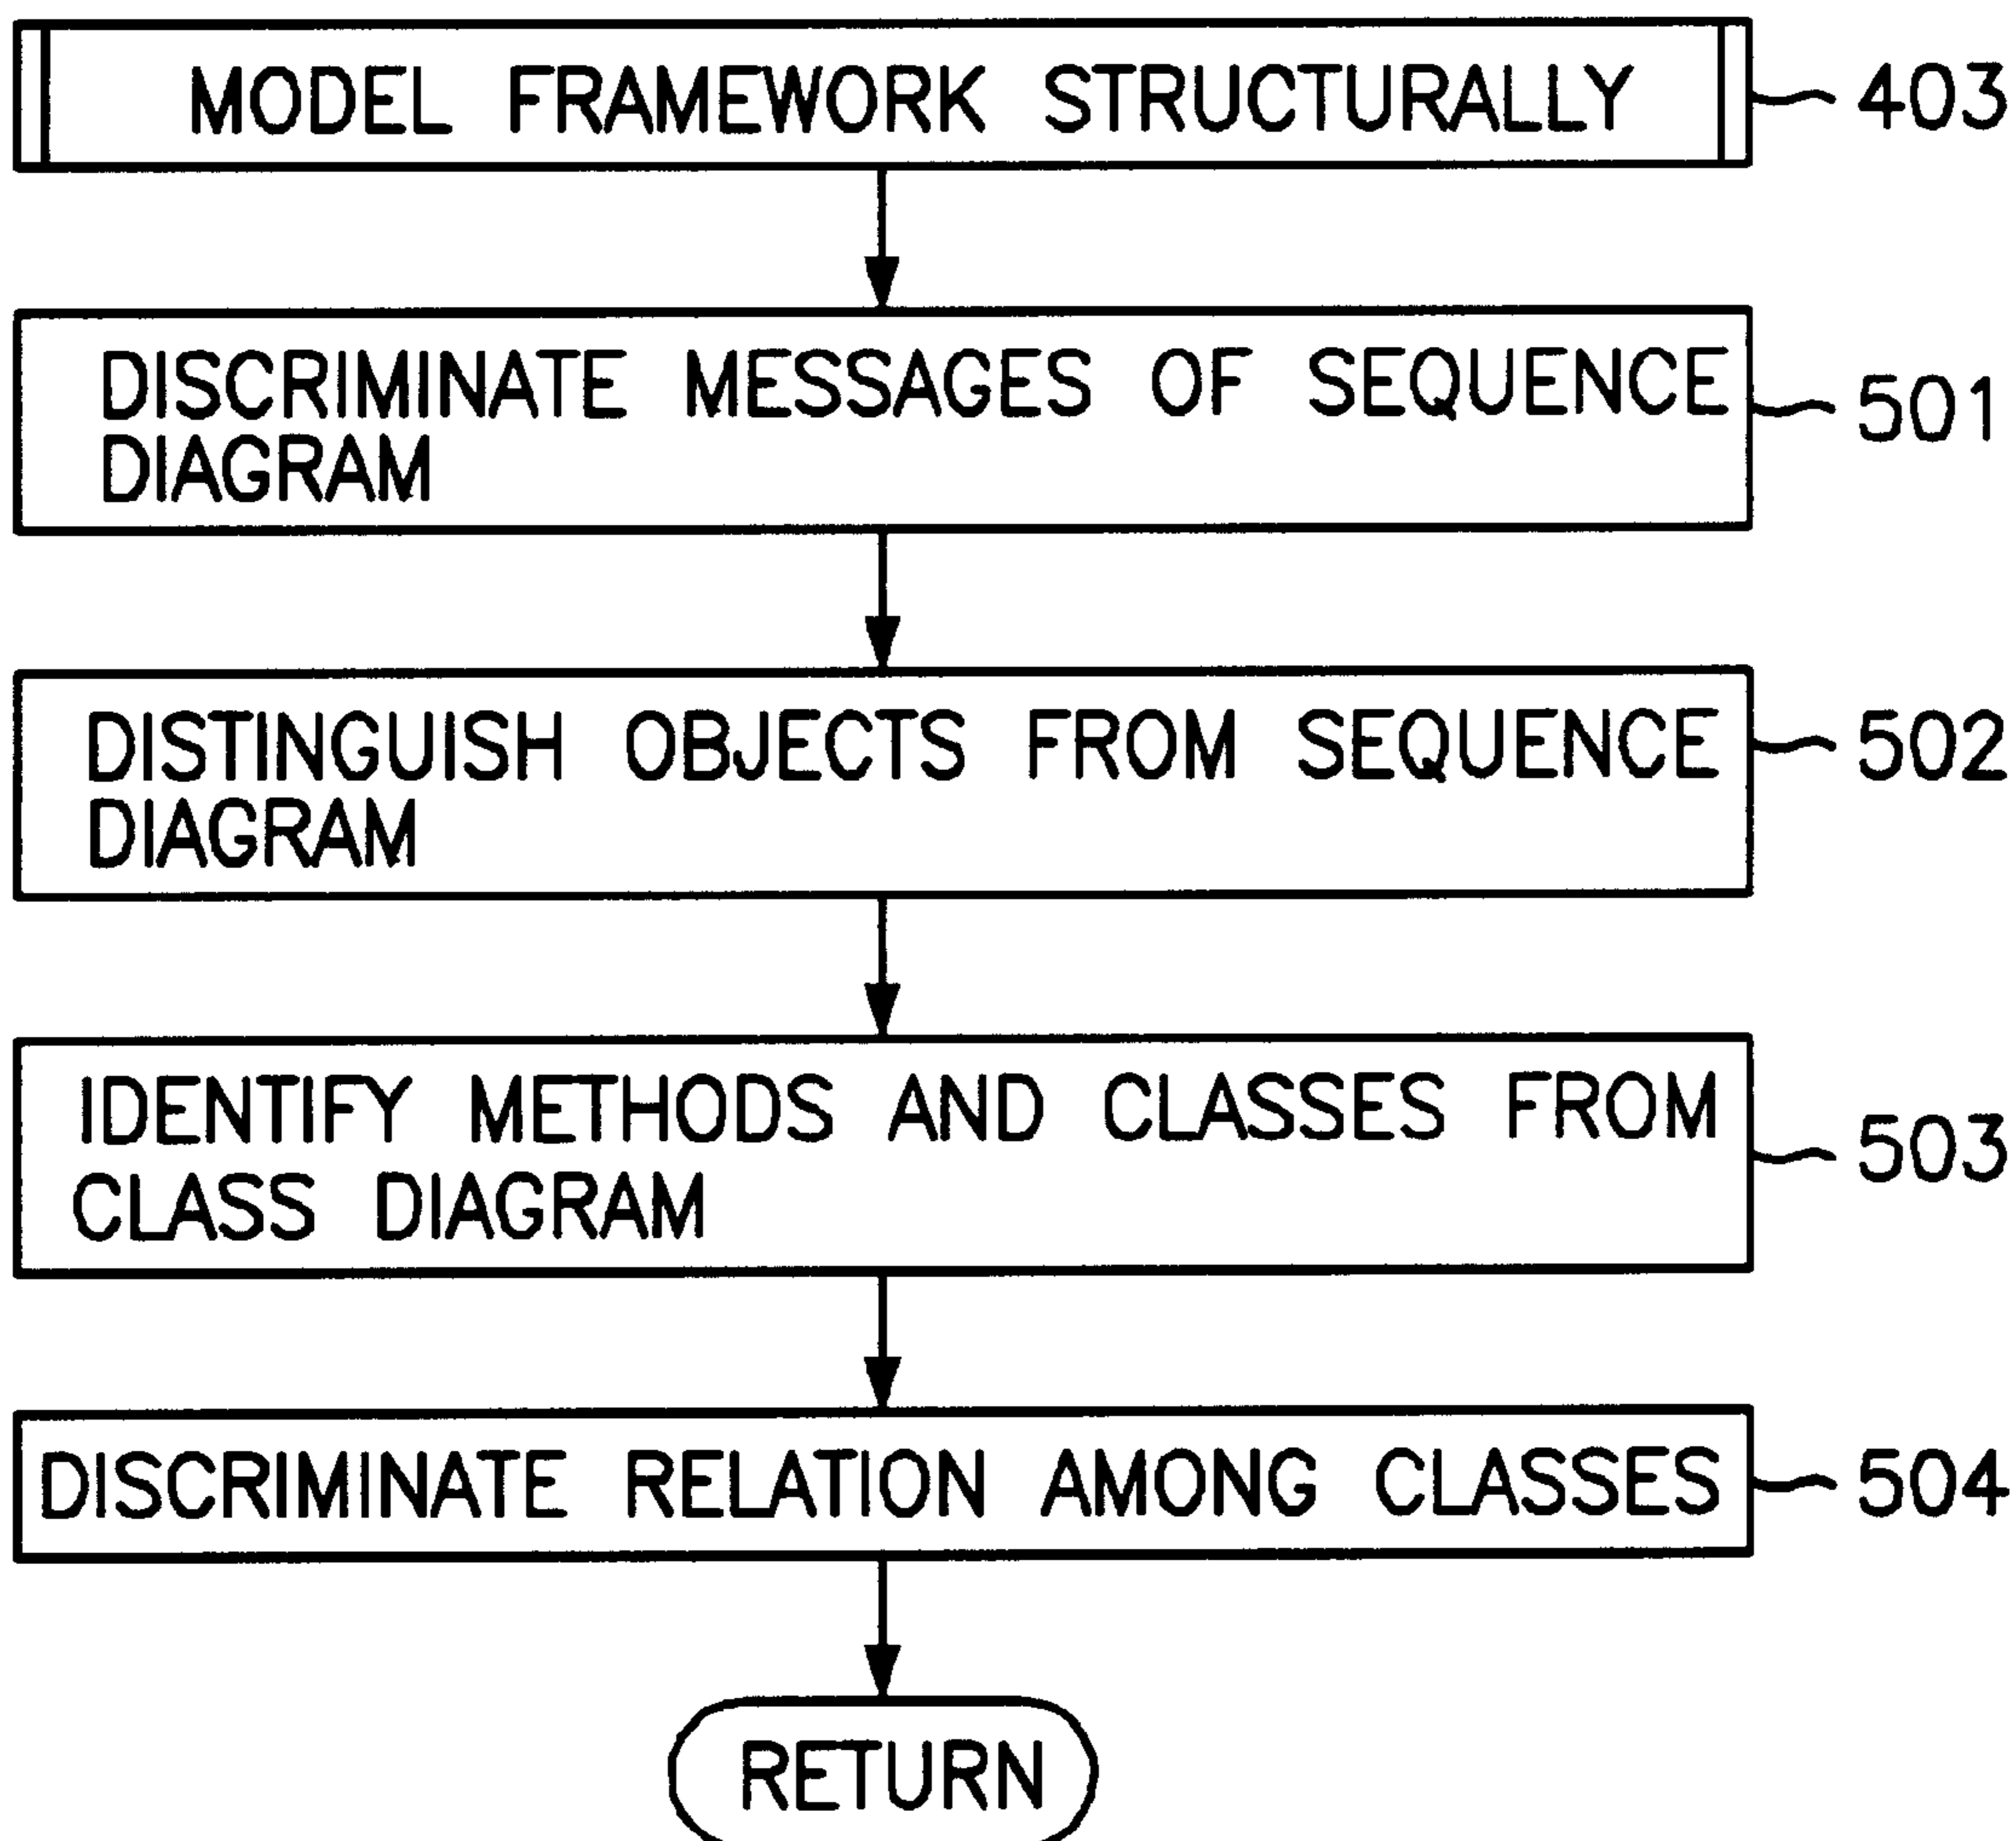 MODEL FRAMEWORK STRUCTURALLY
403
DISCRIMINATE MESSAGES OF SEQUENCE
DIAGRAM
501
DISTINGUISH OBJECTS FROM SEQUENCE
DIAGRAM
502
IDENTIFY METHODS AND CLASSES FROM
CLASS DIAGRAM
503
DISCRIMINATE RELATION AMONG CLASSES
504
RETURN